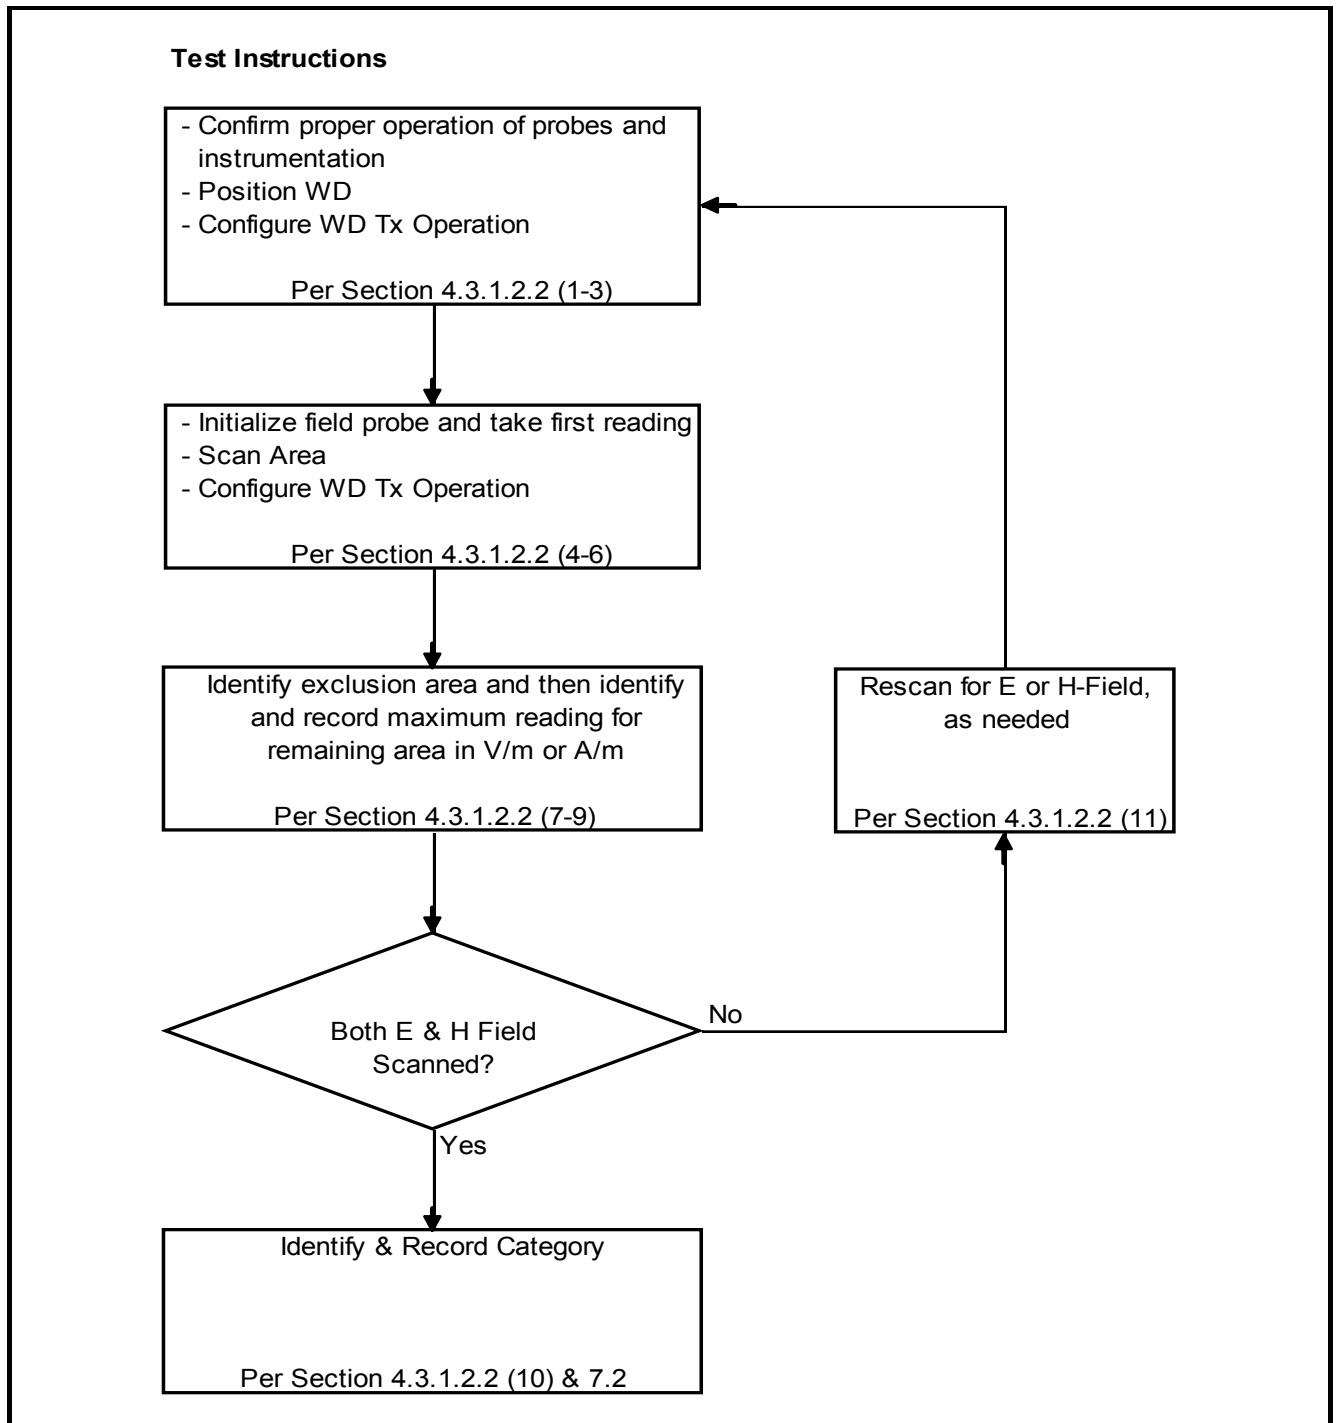 Test Instructions
- Confirm proper operation of probes and
instrumentation
- Position WD
- Configure WD Tx Operation
Per Section 4.3.1.2.2 (1-3)
- Initialize field probe and take first reading
- Scan Area
- Configure WD Tx Operation
Per Section 4.3.1.2.2 (4-6)
Identify exclusion area and then identify
and record maximum reading for
remaining area in V/m or A/m
Per Section 4.3.1.2.2 (7-9)
Rescan for E or H-Field,
as needed
Per Section 4.3.1.2.2 (11)
Both E & H Field
Scanned?
No
Yes
Identify & Record Category
Per Section 4.3.1.2.2 (10) & 7.2